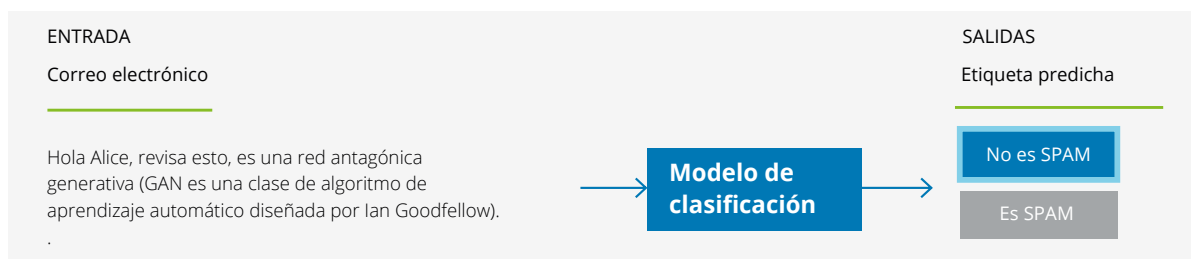 ENTRADA
Correo electrónico
Hola Alice, revisa esto, es una red antagónica
generativa (GAN es una clase de algoritmo de
aprendizaje automático diseñada por Ian Goodfellow).
.
Modelo de
clasificación
SALIDAS
Etiqueta predicha
No es SPAM
Es SPAM